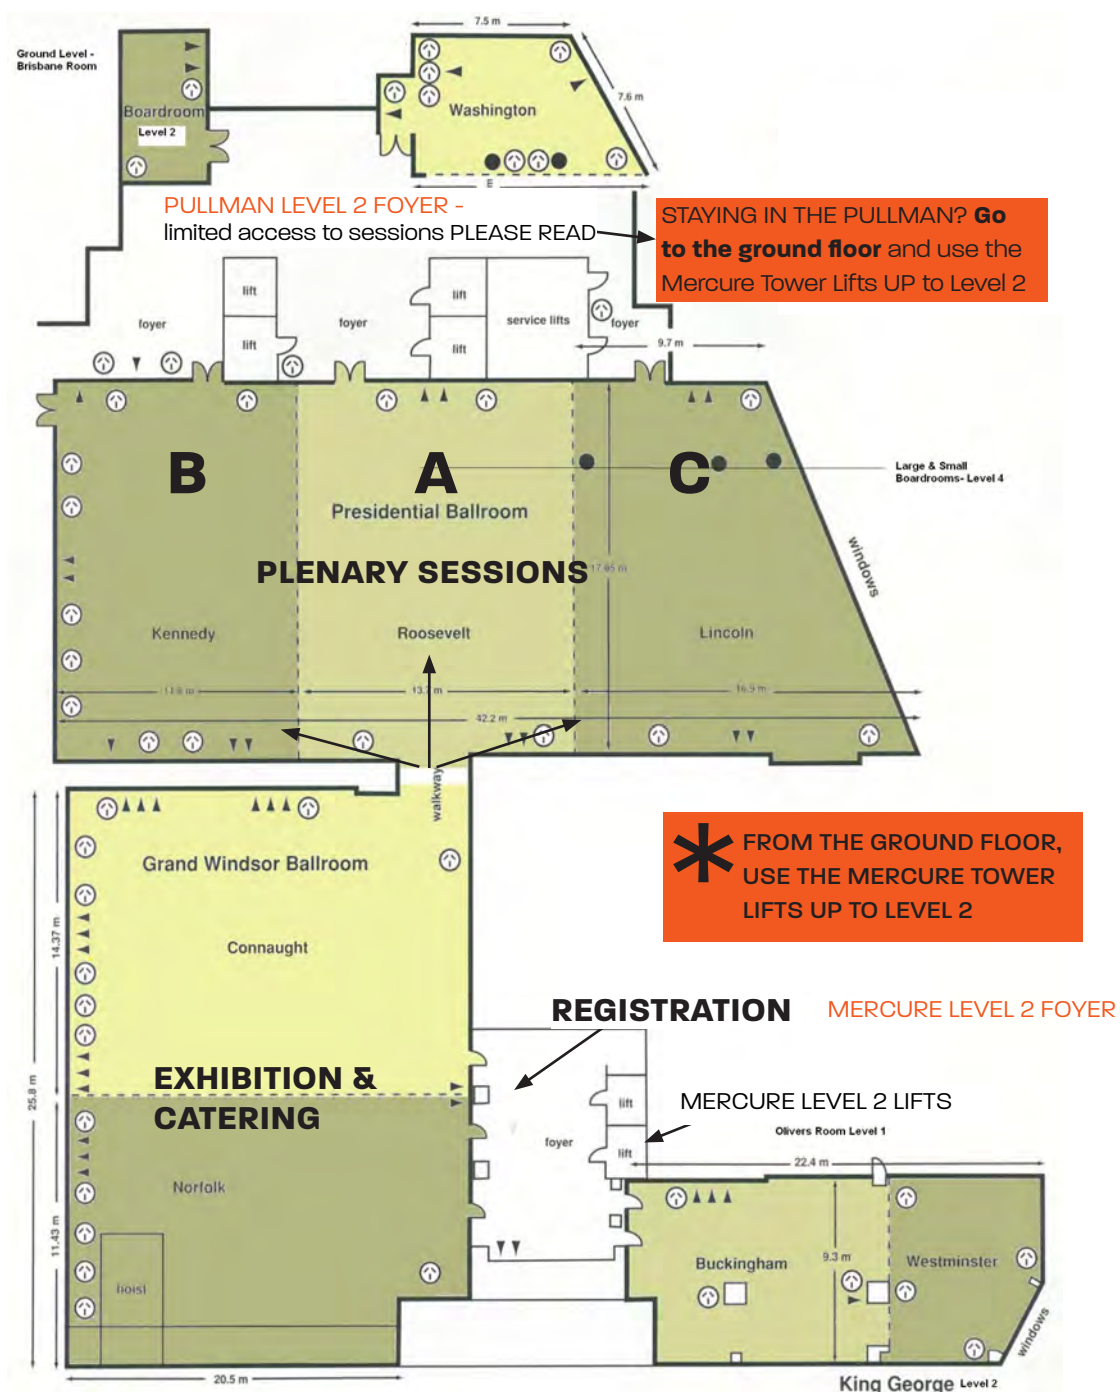 7.5 m
Ground Level -
Brisbane Room
7.6 m
Boardroom
Level 2
Washington
E
PULLMAN LEVEL 2 FOYER -
limited access to sessions PLEASE READ
STAYING IN THE PULLMAN? Go
to the ground floor and use the
Mercure Tower Lifts UP to Level 2
lift
lift
service lifts
foyer
foyer
foyer
lift
lift
9.7 m
B
A
C
Large & Small
Boardrooms- Level 4
Presidential Ballroom
windows
PLENARY SESSIONS
17.05 m
Kennedy
Roosevelt
Lincoln
16.9 m
42.2 m
walkway
Grand Windsor Ballroom
FROM THE GROUND FLOOR,
* USE THE MERCURE TOWER
LIFTS UP TO LEVEL 2
14.37 m
Connaught
REGISTRATION
MERCURE LEVEL 2 FOYER
25.8 m
EXHIBITION &
CATERING
lift
MERCURE LEVEL 2 LIFTS
Olivers Room Level 1
foyer
lift
22.4 m
Norfolk
11.43 m
9.3 m
Buckingham
Westminster
hoist
windows
20.5 m
King George Level 2